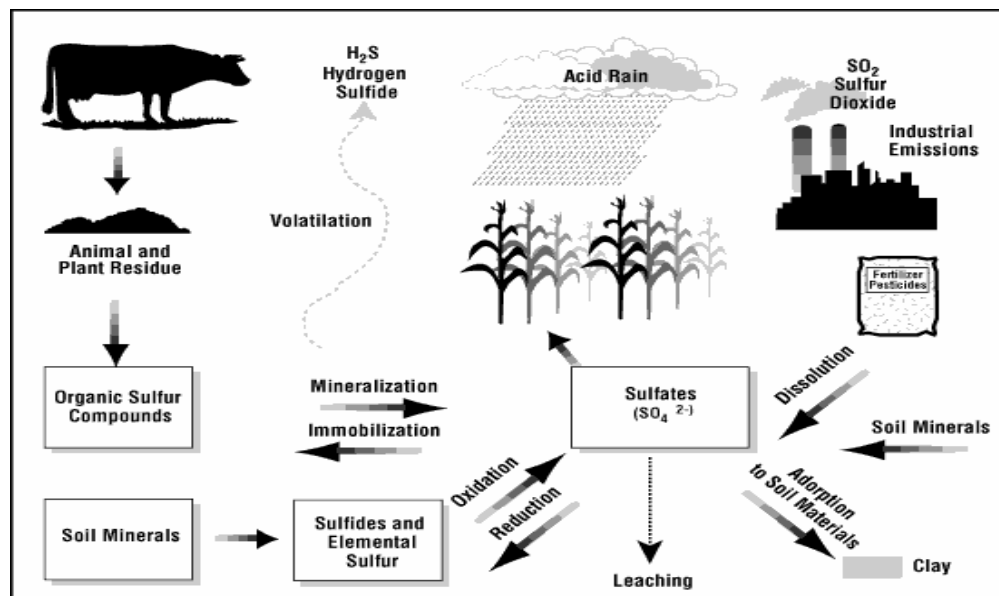 H₂S
Hydrogen
Sulfide
Acid Rain
SO₂
Sulfur
Dioxide
Industrial
Emissions
Volatilation
Animal and
Plant Residue
Fertilizer
Pesticides
Organic Sulfur
Compounds
Mineralization
Immobilization
Sulfates
(SO₄ ²⁻)
Dissolution
Soil Minerals
Soil Minerals
Sulfides and
Elemental
Sulfur
Oxidation
Reduction
Leaching
Adorption
to Soil Materials
Clay